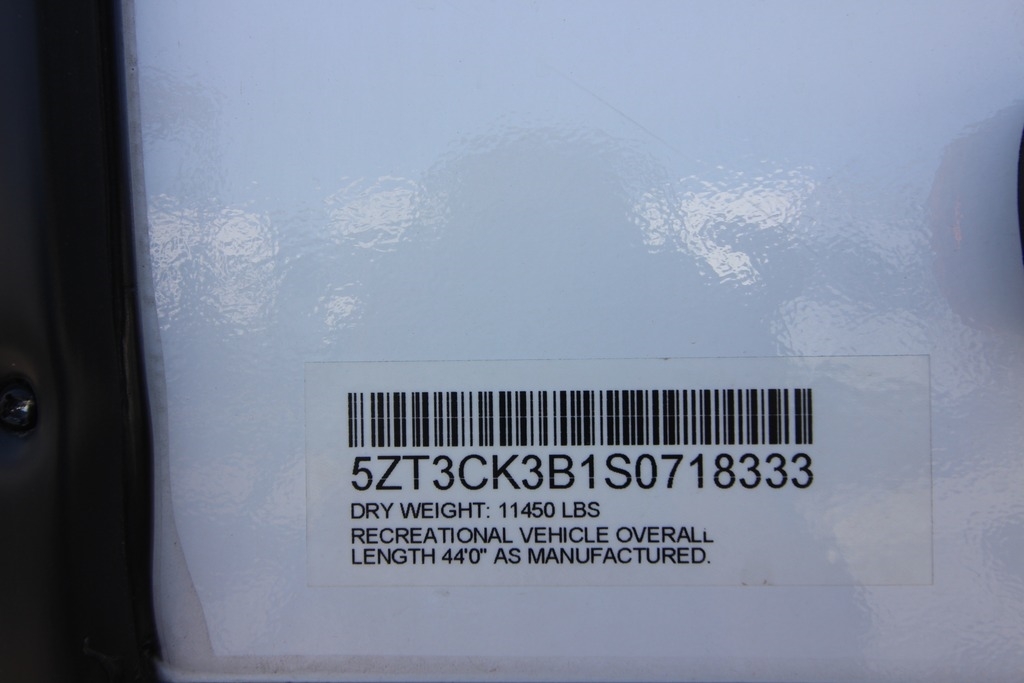 5ZT3CK3B1S0718333
DRY WEIGHT: 11450 LBS
RECREATIONAL VEHICLE OVERALL
LENGTH 44'0" AS MANUFACTURED.